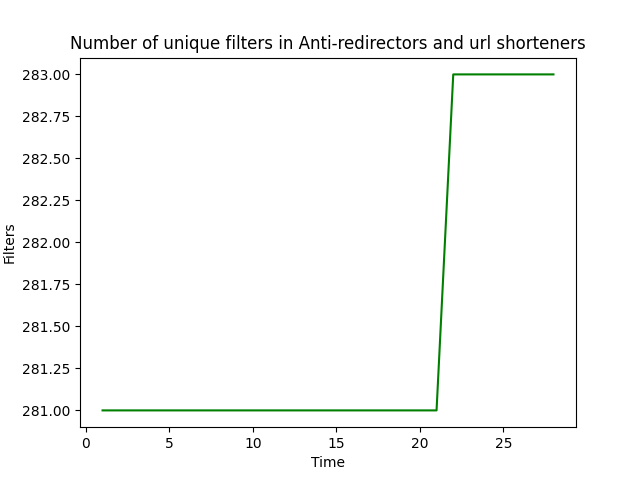 Number of unique filters in Anti-redirectors and url shorteners
283.00
282.75
282.50
282.25
282.00
281.75
281.50
281.25
281.00
Filters
0 5 10 15 20 25
Time